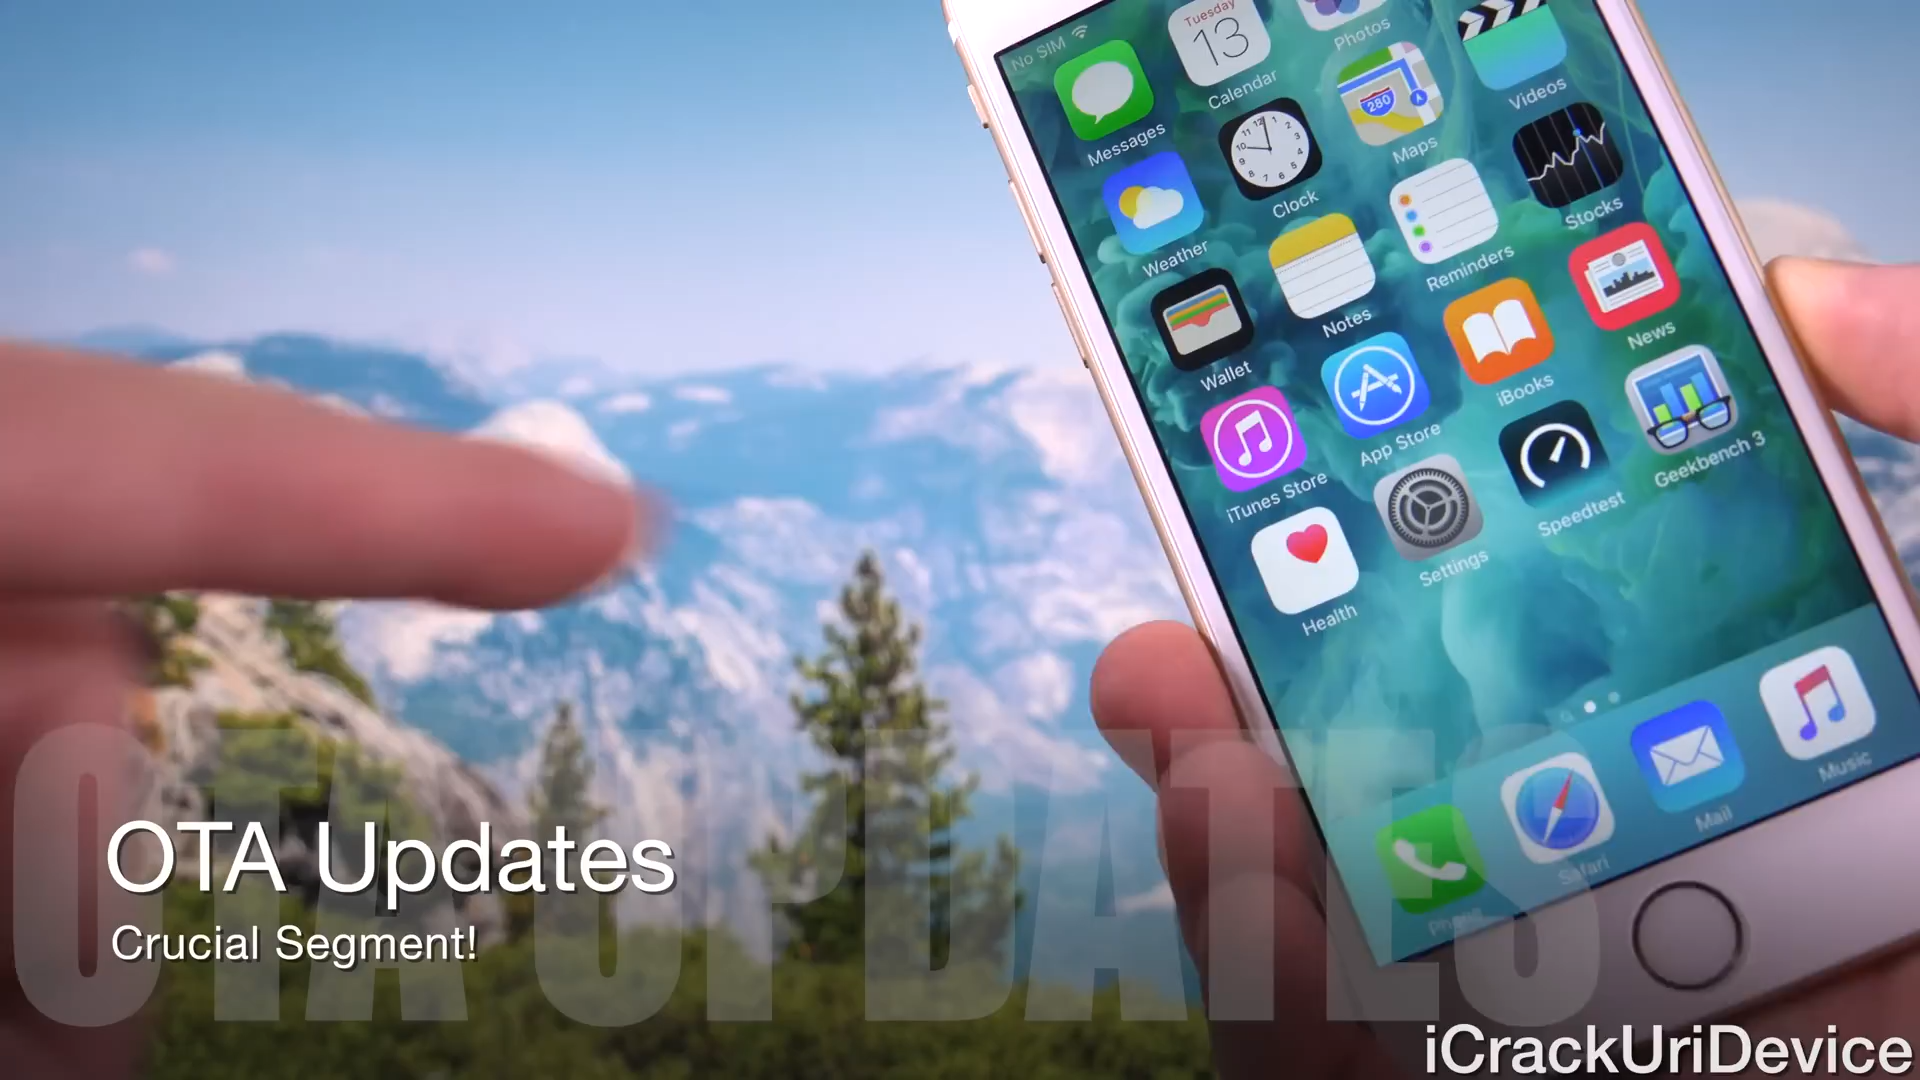 No SIM
Tuesday
13
Messages
Calendar
Photos
Videos
280
Weather
Clock
Maps
Stocks
Wallet
Notes
Reminders
News
iTunes Store
App Store
iBooks
Geekbench 3
Health
Settings
Speedtest
Phone
Safari
Mail
Music
OTA UPDATES
OTA Updates
Crucial Segment!
iCrackUriDevice